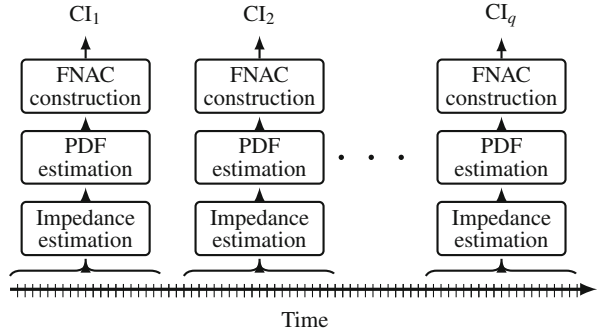 CI₁ CI₂ CI_q
FNAC construction FNAC construction FNAC construction
PDF estimation PDF estimation . . . PDF estimation
Impedance estimation Impedance estimation Impedance estimation
Time